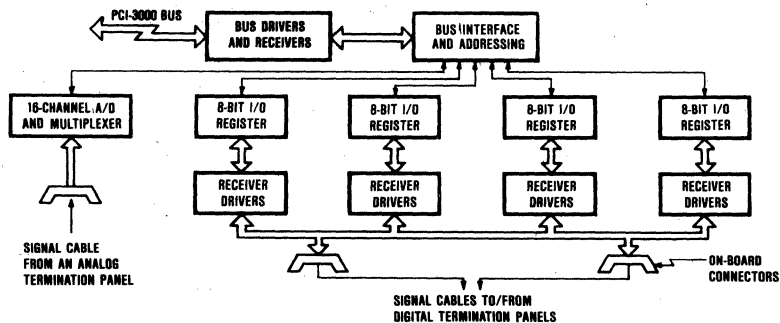 PCI-3000 BUS
BUS DRIVERS
AND RECEIVERS
BUS INTERFACE
AND ADDRESSING
16-CHANNEL A/D
AND MULTIPLEXER
8-BIT I/O
REGISTER
8-BIT I/O
REGISTER
8-BIT I/O
REGISTER
8-BIT I/O
REGISTER
RECEIVER
DRIVERS
RECEIVER
DRIVERS
RECEIVER
DRIVERS
RECEIVER
DRIVERS
SIGNAL CABLE
FROM AN ANALOG
TERMINATION PANEL
ON-BOARD
CONNECTORS
SIGNAL CABLES TO/FROM
DIGITAL TERMINATION PANELS